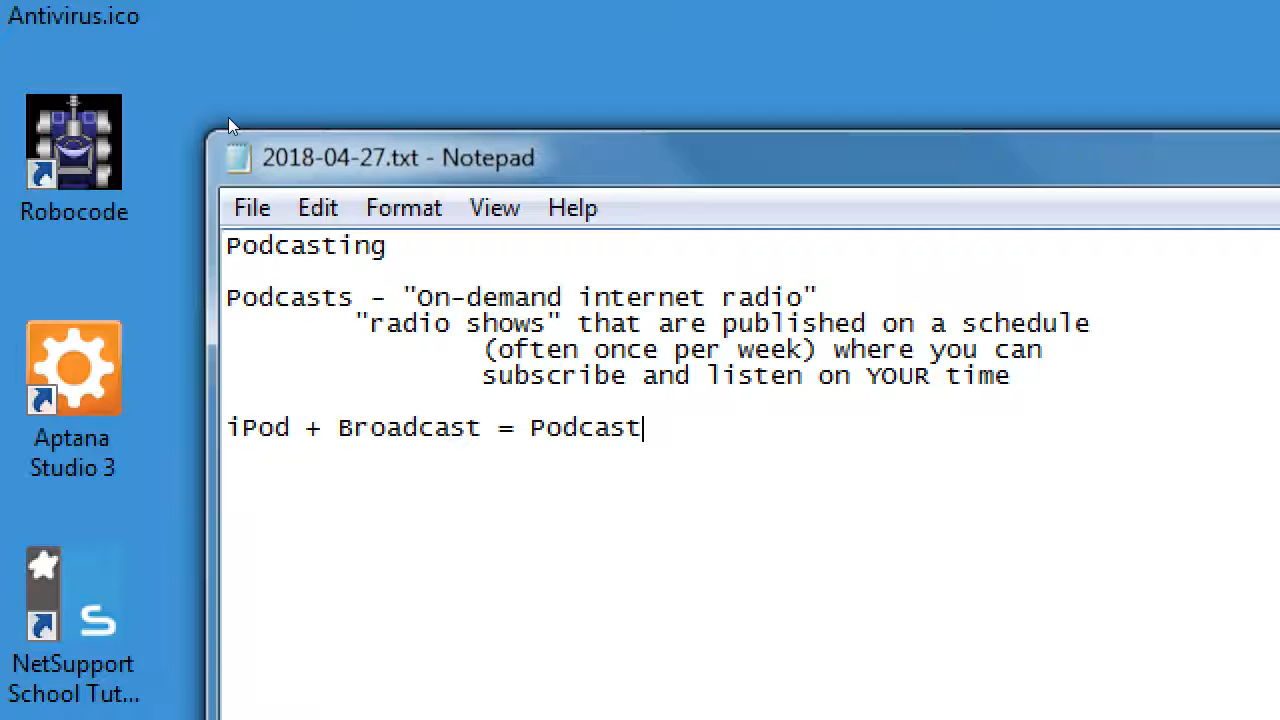 Antivirus.ico
Robocode
Aptana
Studio 3
NetSupport
School Tut...
2018-04-27.txt - Notepad
File Edit Format View Help
Podcasting
Podcasts - "On-demand internet radio"
"radio shows" that are published on a schedule
(often once per week) where you can
subscribe and listen on YOUR time
iPod + Broadcast = Podcast